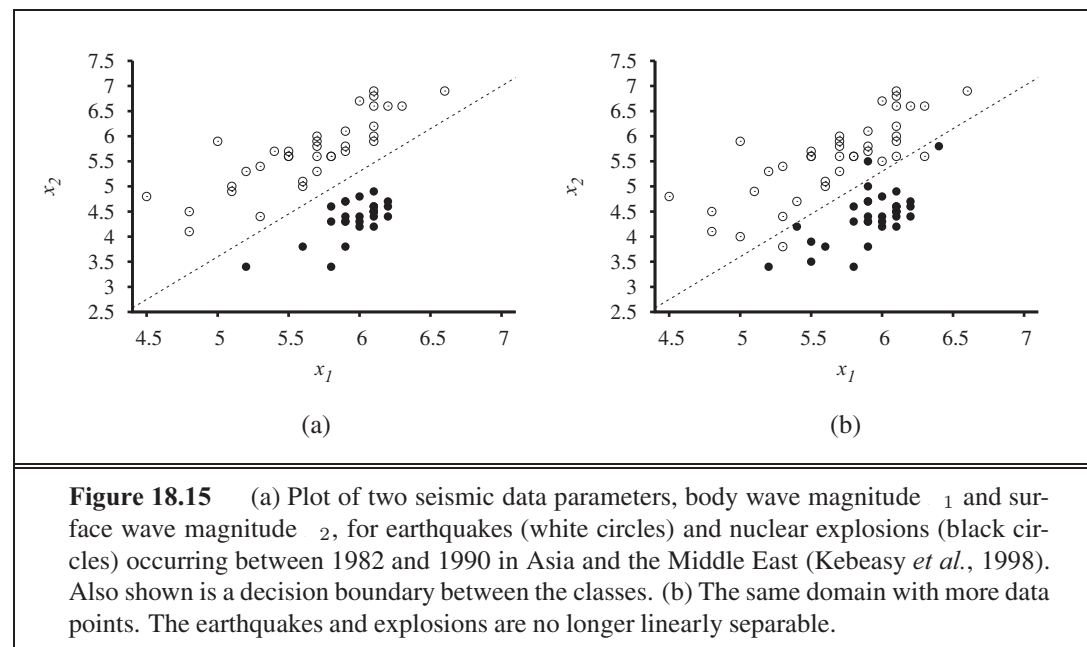 7.5
7
6.5
6
5.5
5
4.5
4
3.5
3
2.5
x2
4.5 5 5.5 6 6.5 7
x1
(a)
7.5
7
6.5
6
5.5
5
4.5
4
3.5
3
2.5
x2
4.5 5 5.5 6 6.5 7
x1
(b)
Figure 18.15 (a) Plot of two seismic data parameters, body wave magnitude 1 and sur-
face wave magnitude 2, for earthquakes (white circles) and nuclear explosions (black cir-
cles) occurring between 1982 and 1990 in Asia and the Middle East (Kebeasy et al., 1998).
Also shown is a decision boundary between the classes. (b) The same domain with more data
points. The earthquakes and explosions are no longer linearly separable.